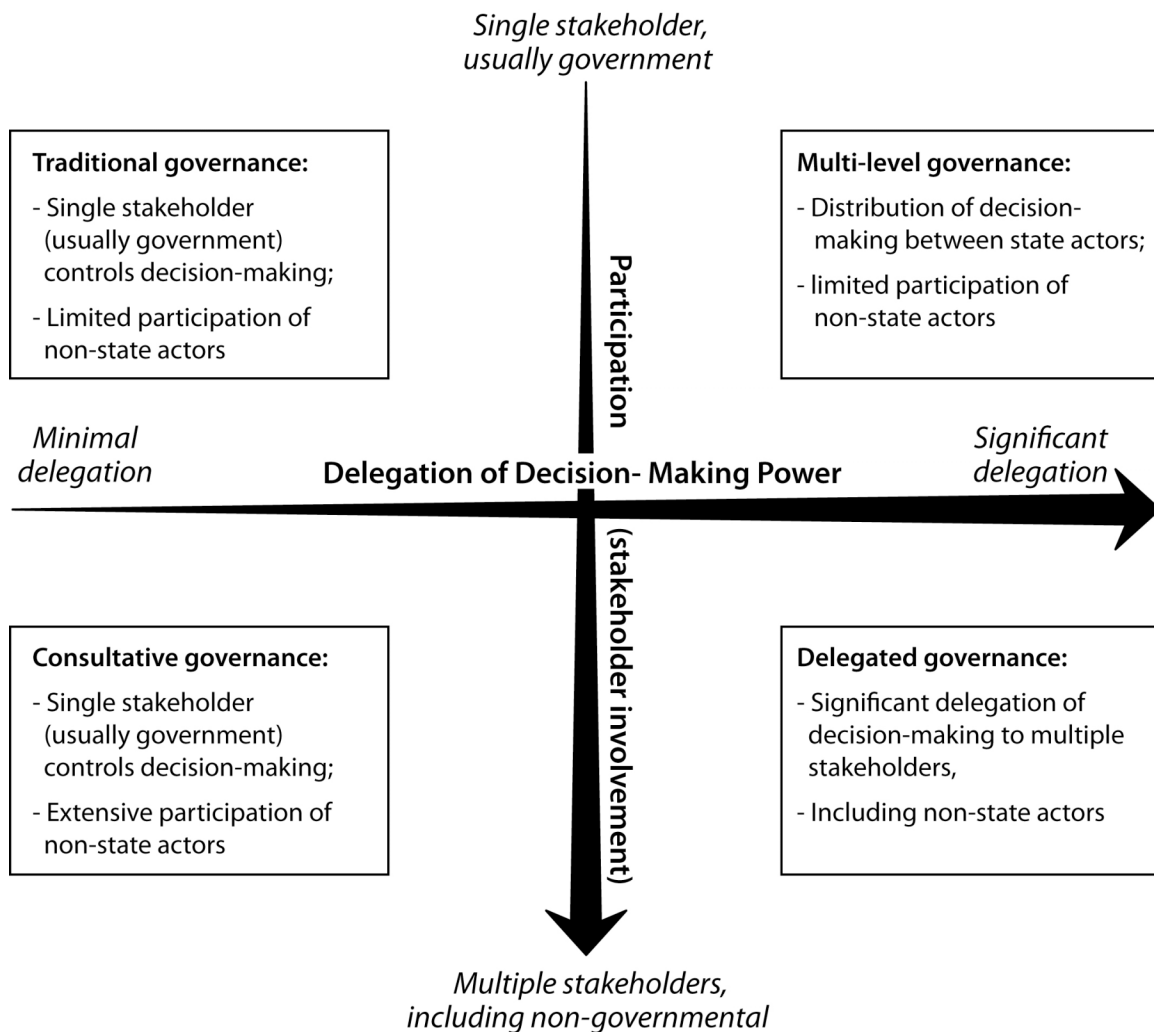 Single stakeholder,
usually government
Traditional governance:
- Single stakeholder
(usually government)
controls decision-making;
- Limited participation of
non-state actors
Multi-level governance:
- Distribution of decision-
making between state actors;
- limited participation of
non-state actors
Participation
Minimal
delegation
Delegation of Decision- Making Power
Significant
delegation
(stakeholder involvement)
Consultative governance:
- Single stakeholder
(usually government)
controls decision-making;
- Extensive participation of
non-state actors
Delegated governance:
- Significant delegation of
decision-making to multiple
stakeholders,
- Including non-state actors
Multiple stakeholders,
including non-governmental